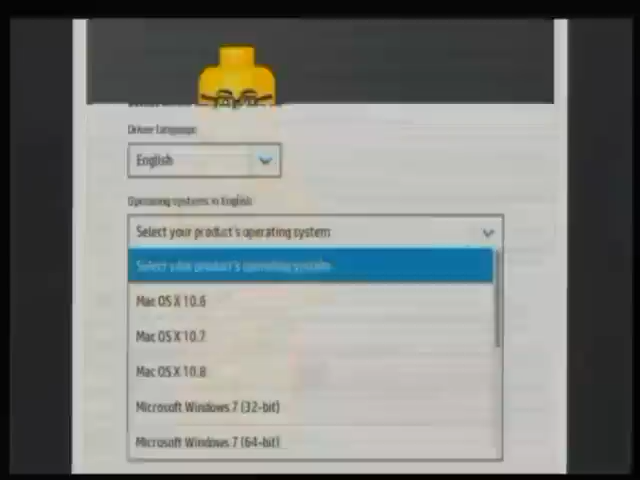 Driver language:
English
Operating systems in English:
Select your product's operating system
Select your product's operating system
Mac OS X 10.6
Mac OS X 10.7
Mac OS X 10.8
Microsoft Windows 7 (32-bit)
Microsoft Windows 7 (64-bit)